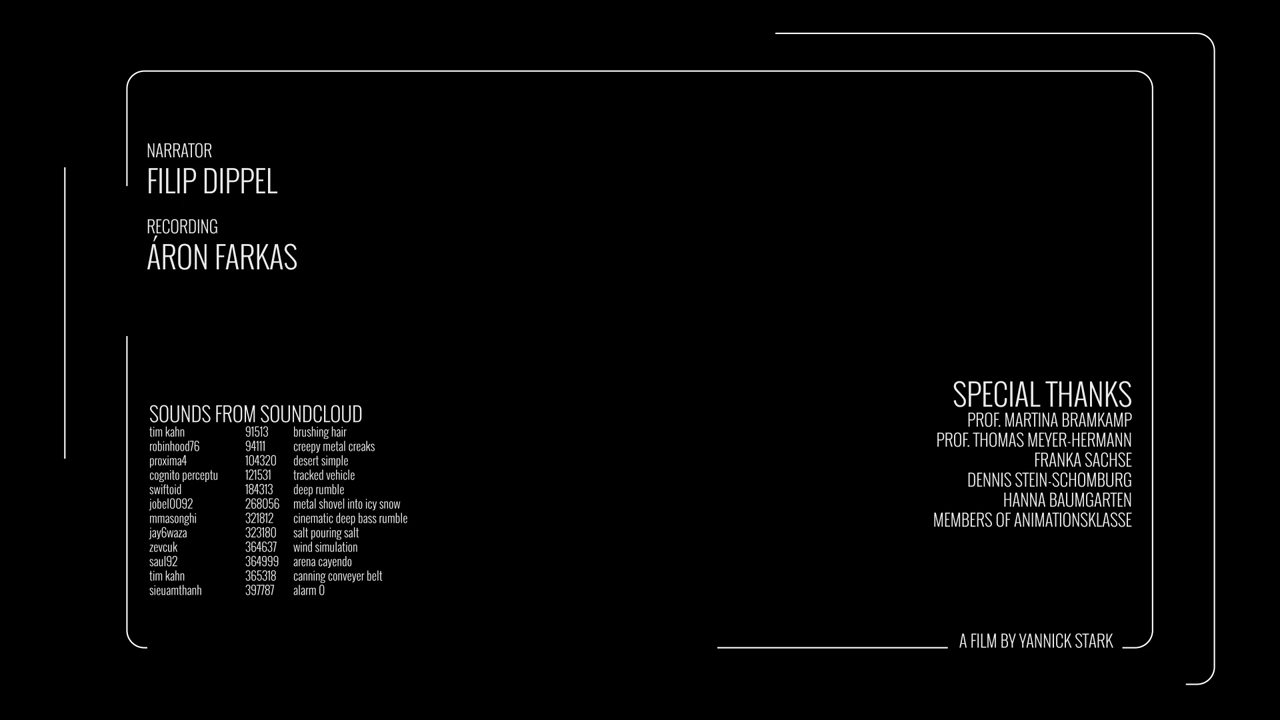 NARRATOR
FILIP DIPPEL
RECORDING
ÁRON FARKAS
SOUNDS FROM SOUNDCLOUD
tim kahn 91513 brushing hair
robinhood76 94111 creepy metal creaks
proxima4 104320 desert simple
cognito perceptu 121531 tracked vehicle
swiftoid 184313 deep rumble
jobel0092 268056 metal shovel into icy snow
mmasonghi 321812 cinematic deep bass rumble
jay6waza 323180 salt pouring salt
zevcuk 364637 wind simulation
saul92 364999 arena cayendo
tim kahn 365318 canning conveyer belt
sieuamthanh 397787 alarm 0
SPECIAL THANKS
PROF. MARTINA BRAMKAMP
PROF. THOMAS MEYER-HERMANN
FRANKA SACHSE
DENNIS STEIN-SCHOMBURG
HANNA BAUMGARTEN
MEMBERS OF ANIMATIONSKLASSE
A FILM BY YANNICK STARK